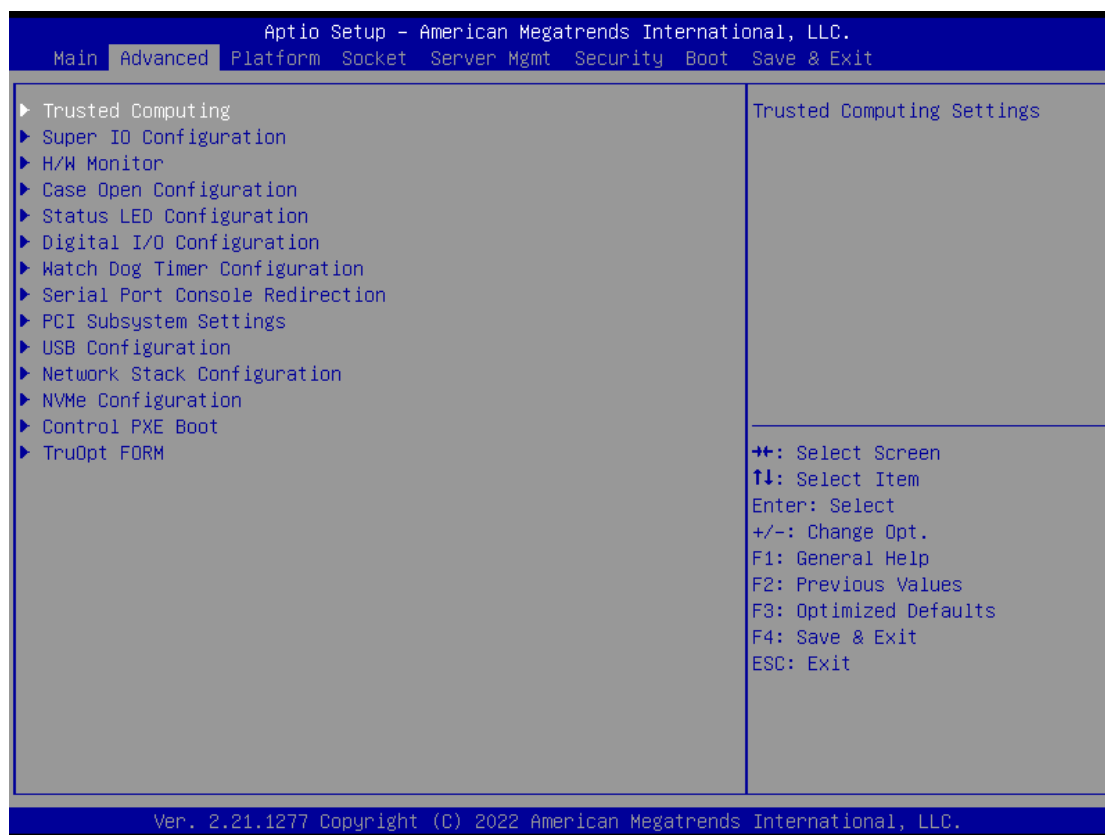 Aptio Setup – American Megatrends International, LLC.
Main Advanced Platform Socket Server Mgmt Security Boot Save & Exit
▶ Trusted Computing
▶ Super IO Configuration
▶ H/W Monitor
▶ Case Open Configuration
▶ Status LED Configuration
▶ Digital I/O Configuration
▶ Watch Dog Timer Configuration
▶ Serial Port Console Redirection
▶ PCI Subsystem Settings
▶ USB Configuration
▶ Network Stack Configuration
▶ NVMe Configuration
▶ Control PXE Boot
▶ TruOpt FORM
Trusted Computing Settings
→←: Select Screen
↑↓: Select Item
Enter: Select
+/-: Change Opt.
F1: General Help
F2: Previous Values
F3: Optimized Defaults
F4: Save & Exit
ESC: Exit
Ver. 2.21.1277 Copyright (C) 2022 American Megatrends International, LLC.